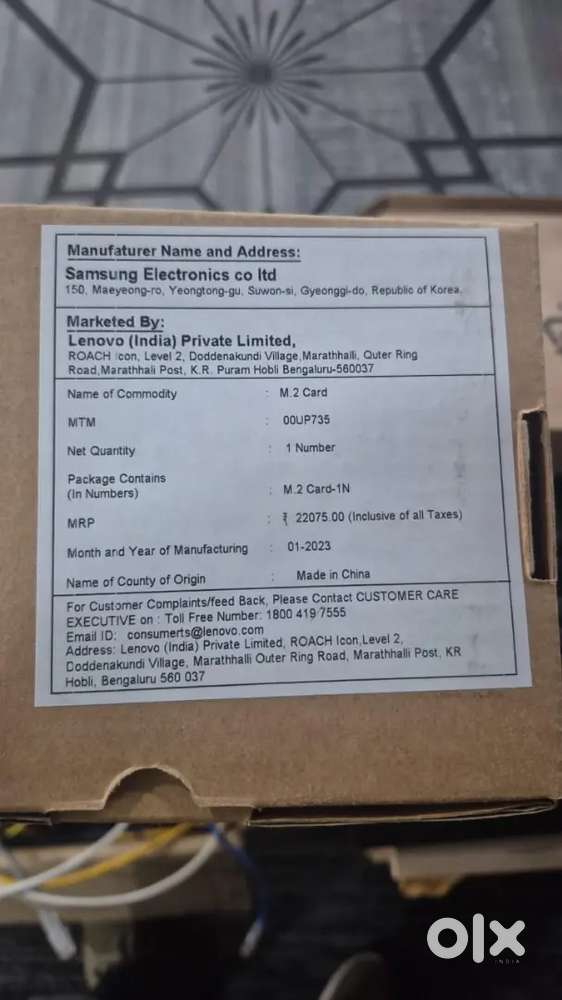 Manufaturer Name and Address:
Samsung Electronics co ltd
150, Maeyeong-ro, Yeongtong-gu, Suwon-si, Gyeonggi-do, Republic of Korea.
Marketed By:
Lenovo (India) Private Limited,
ROACH Icon, Level 2, Doddenakundi Village,Marathhalli, Outer Ring
Road,Marathhali Post, K.R. Puram Hobli Bengaluru-560037
Name of Commodity : M.2 Card
MTM : 00UP735
Net Quantity : 1 Number
Package Contains
(In Numbers) : M.2 Card-1N
MRP : ₹ 22075.00 (Inclusive of all Taxes)
Month and Year of Manufacturing : 01-2023
Name of County of Origin : Made in China
For Customer Complaints/feed Back, Please Contact CUSTOMER CARE
EXECUTIVE on : Toll Free Number: 1800 419 7555
Email ID: consumerts@lenovo.com
Address: Lenovo (India) Private Limited, ROACH Icon,Level 2,
Doddenakundi Village, Marathhalli Outer Ring Road, Marathhalli Post, KR
Hobli, Bengaluru 560 037
olx
INDIA